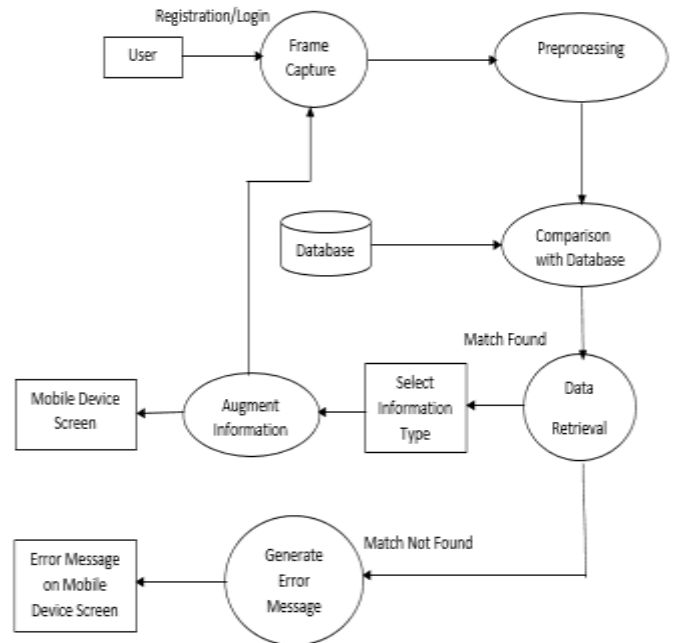 Registration/Login
User
Frame
Capture
Preprocessing
Database
Comparison
with Database
Match Found
Mobile Device
Screen
Augment
Information
Select
Information
Type
Data
Retrieval
Match Not Found
Error Message
on Mobile
Device Screen
Generate
Error
Message